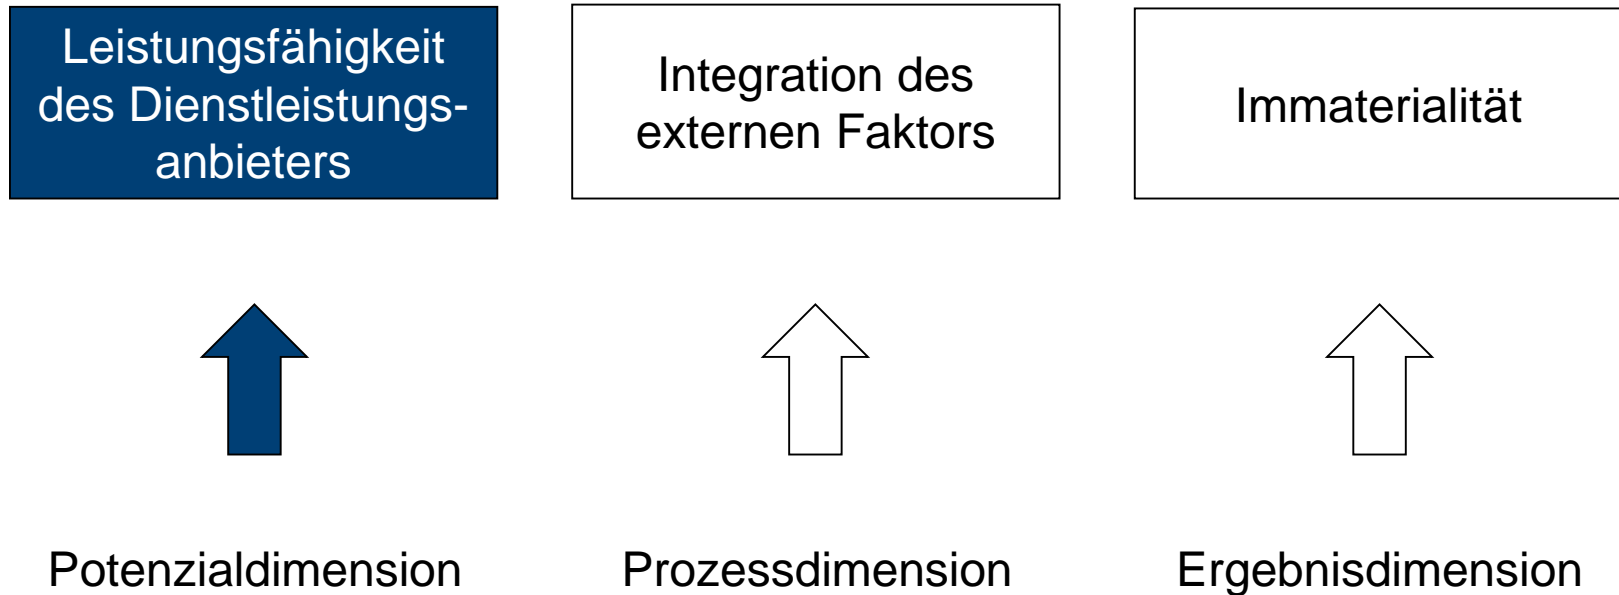 Leistungsfähigkeit
des Dienstleistungs-
anbieters
Integration des
externen Faktors
Immaterialität
Potenzialdimension
Prozessdimension
Ergebnisdimension